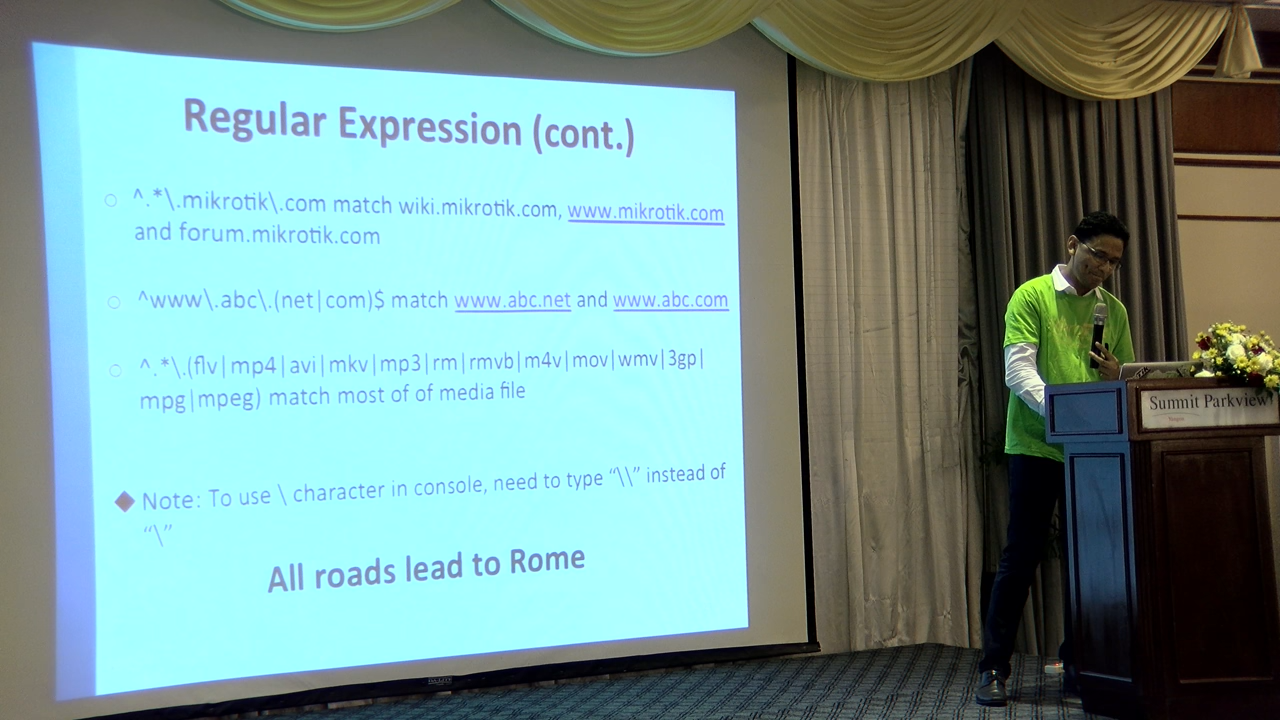 Regular Expression (cont.)
^.*\.mikrotik\.com match wiki.mikrotik.com, www.mikrotik.com
and forum.mikrotik.com
^www\.abc\.(net|com)$ match www.abc.net and www.abc.com
^.*\.(flv|mp4|avi|mkv|mp3|rm|rmvb|m4v|mov|wmv|3gp|
mpg|mpeg) match most of of media file
Note: To use \ character in console, need to type “\\” instead of
“\”
All roads lead to Rome
Summit Parkview